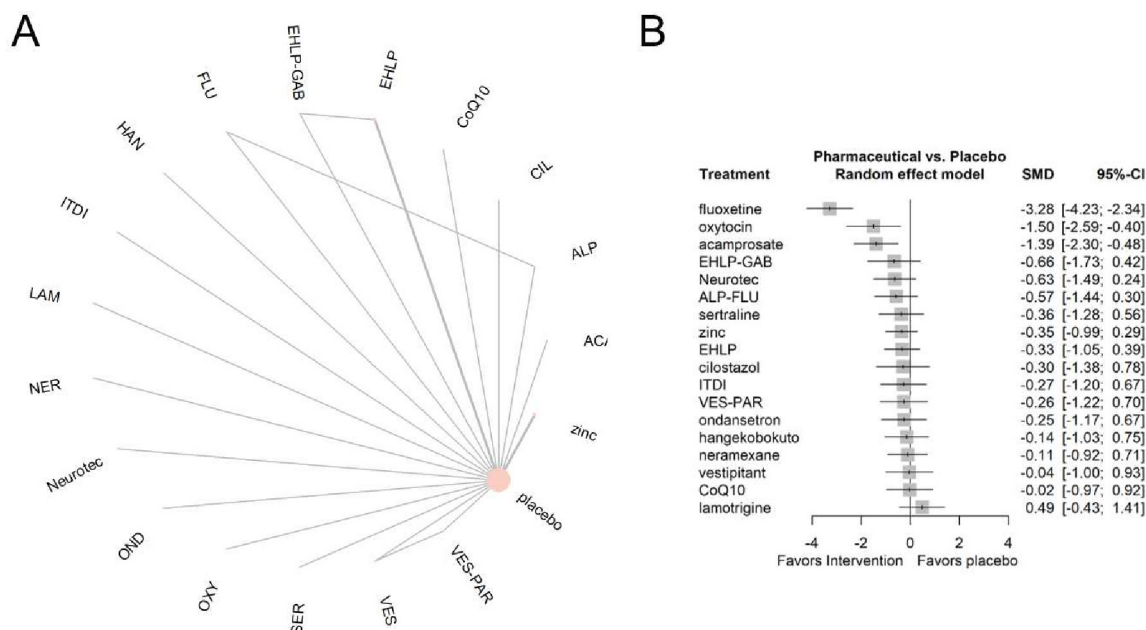 A
EHLP-GAB
EHLP
FLU
CoQ10
HAN
CIL
ITDI
ALP
LAM
ACA
NER
zinc
Neurotec
placebo
OND
VES-PAR
OXY
SER
VES
B
Pharmaceutical vs. Placebo
Treatment Random effect model SMD 95%-CI
fluoxetine -3.28 [-4.23; -2.34]
oxytocin -1.50 [-2.59; -0.40]
acamprosate -1.39 [-2.30; -0.48]
EHLP-GAB -0.66 [-1.73; 0.42]
Neurotec -0.63 [-1.49; 0.24]
ALP-FLU -0.57 [-1.44; 0.30]
sertraline -0.36 [-1.28; 0.56]
zinc -0.35 [-0.99; 0.29]
EHLP -0.33 [-1.05; 0.39]
cilostazol -0.30 [-1.38; 0.78]
ITDI -0.27 [-1.20; 0.67]
VES-PAR -0.26 [-1.22; 0.70]
ondansetron -0.25 [-1.17; 0.67]
hangekobokuto -0.14 [-1.03; 0.75]
neramexane -0.11 [-0.92; 0.71]
vestipitant -0.04 [-1.00; 0.93]
CoQ10 -0.02 [-0.97; 0.92]
lamotrigine 0.49 [-0.43; 1.41]
-4 -2 0 2 4
Favors Intervention Favors placebo